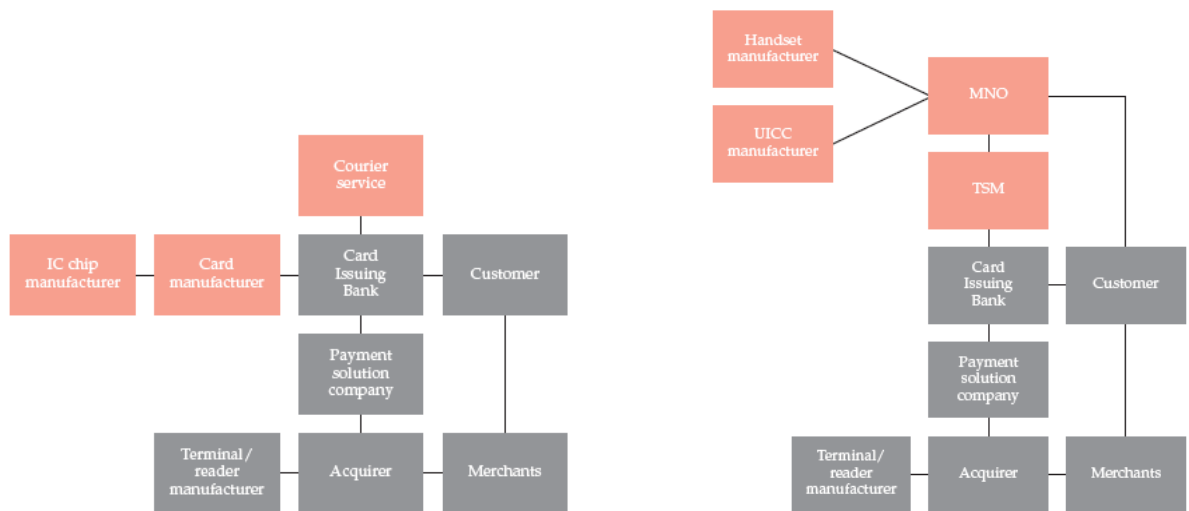 Courier
service
IC chip
manufacturer
Card
manufacturer
Card
Issuing
Bank
Customer
Payment
solution
company
Terminal/
reader
manufacturer
Acquirer
Merchants
Handset
manufacturer
UICC
manufacturer
MNO
TSM
Card
Issuing
Bank
Customer
Payment
solution
company
Terminal/
reader
manufacturer
Acquirer
Merchants